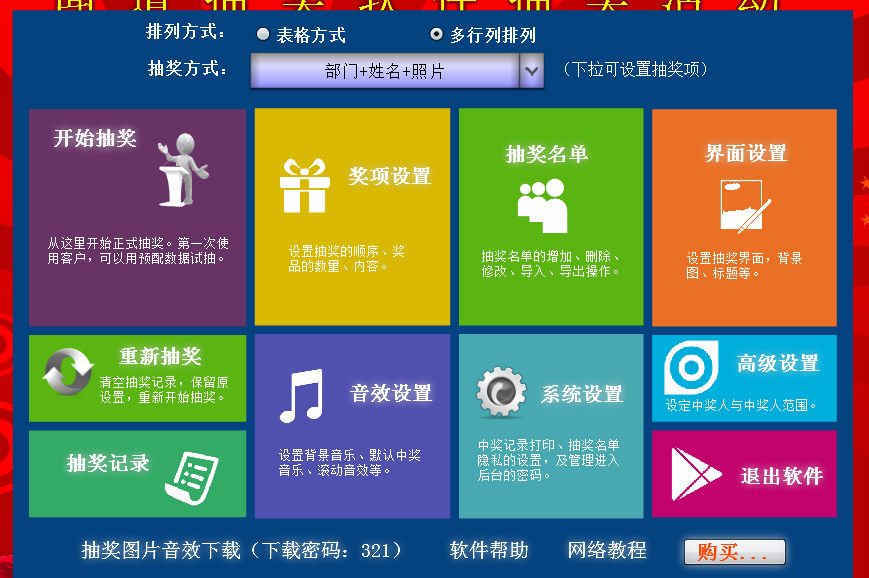 排列方式：
表格方式
多行列排列
抽奖方式：
部门+姓名+照片
（下拉可设置抽奖项）
开始抽奖
从这里开始正式抽奖。第一次使
用客户，可以用预配数据试抽。
奖项设置
设置抽奖的顺序、奖
品的数量、内容。
抽奖名单
抽奖名单的增加、删除、
修改、导入、导出操作。
界面设置
设置抽奖界面，背景
图、标题等。
重新抽奖
清空抽奖记录，保留原
设置，重新开始抽奖。
音效设置
设置背景音乐、默认中奖
音乐、滚动音效等。
系统设置
中奖记录打印、抽奖名单
隐私的设置，及管理进入
后台的密码。
高级设置
设定中奖人与中奖人范围。
抽奖记录
退出软件
抽奖图片音效下载（下载密码：321）
软件帮助
网络教程
购买...